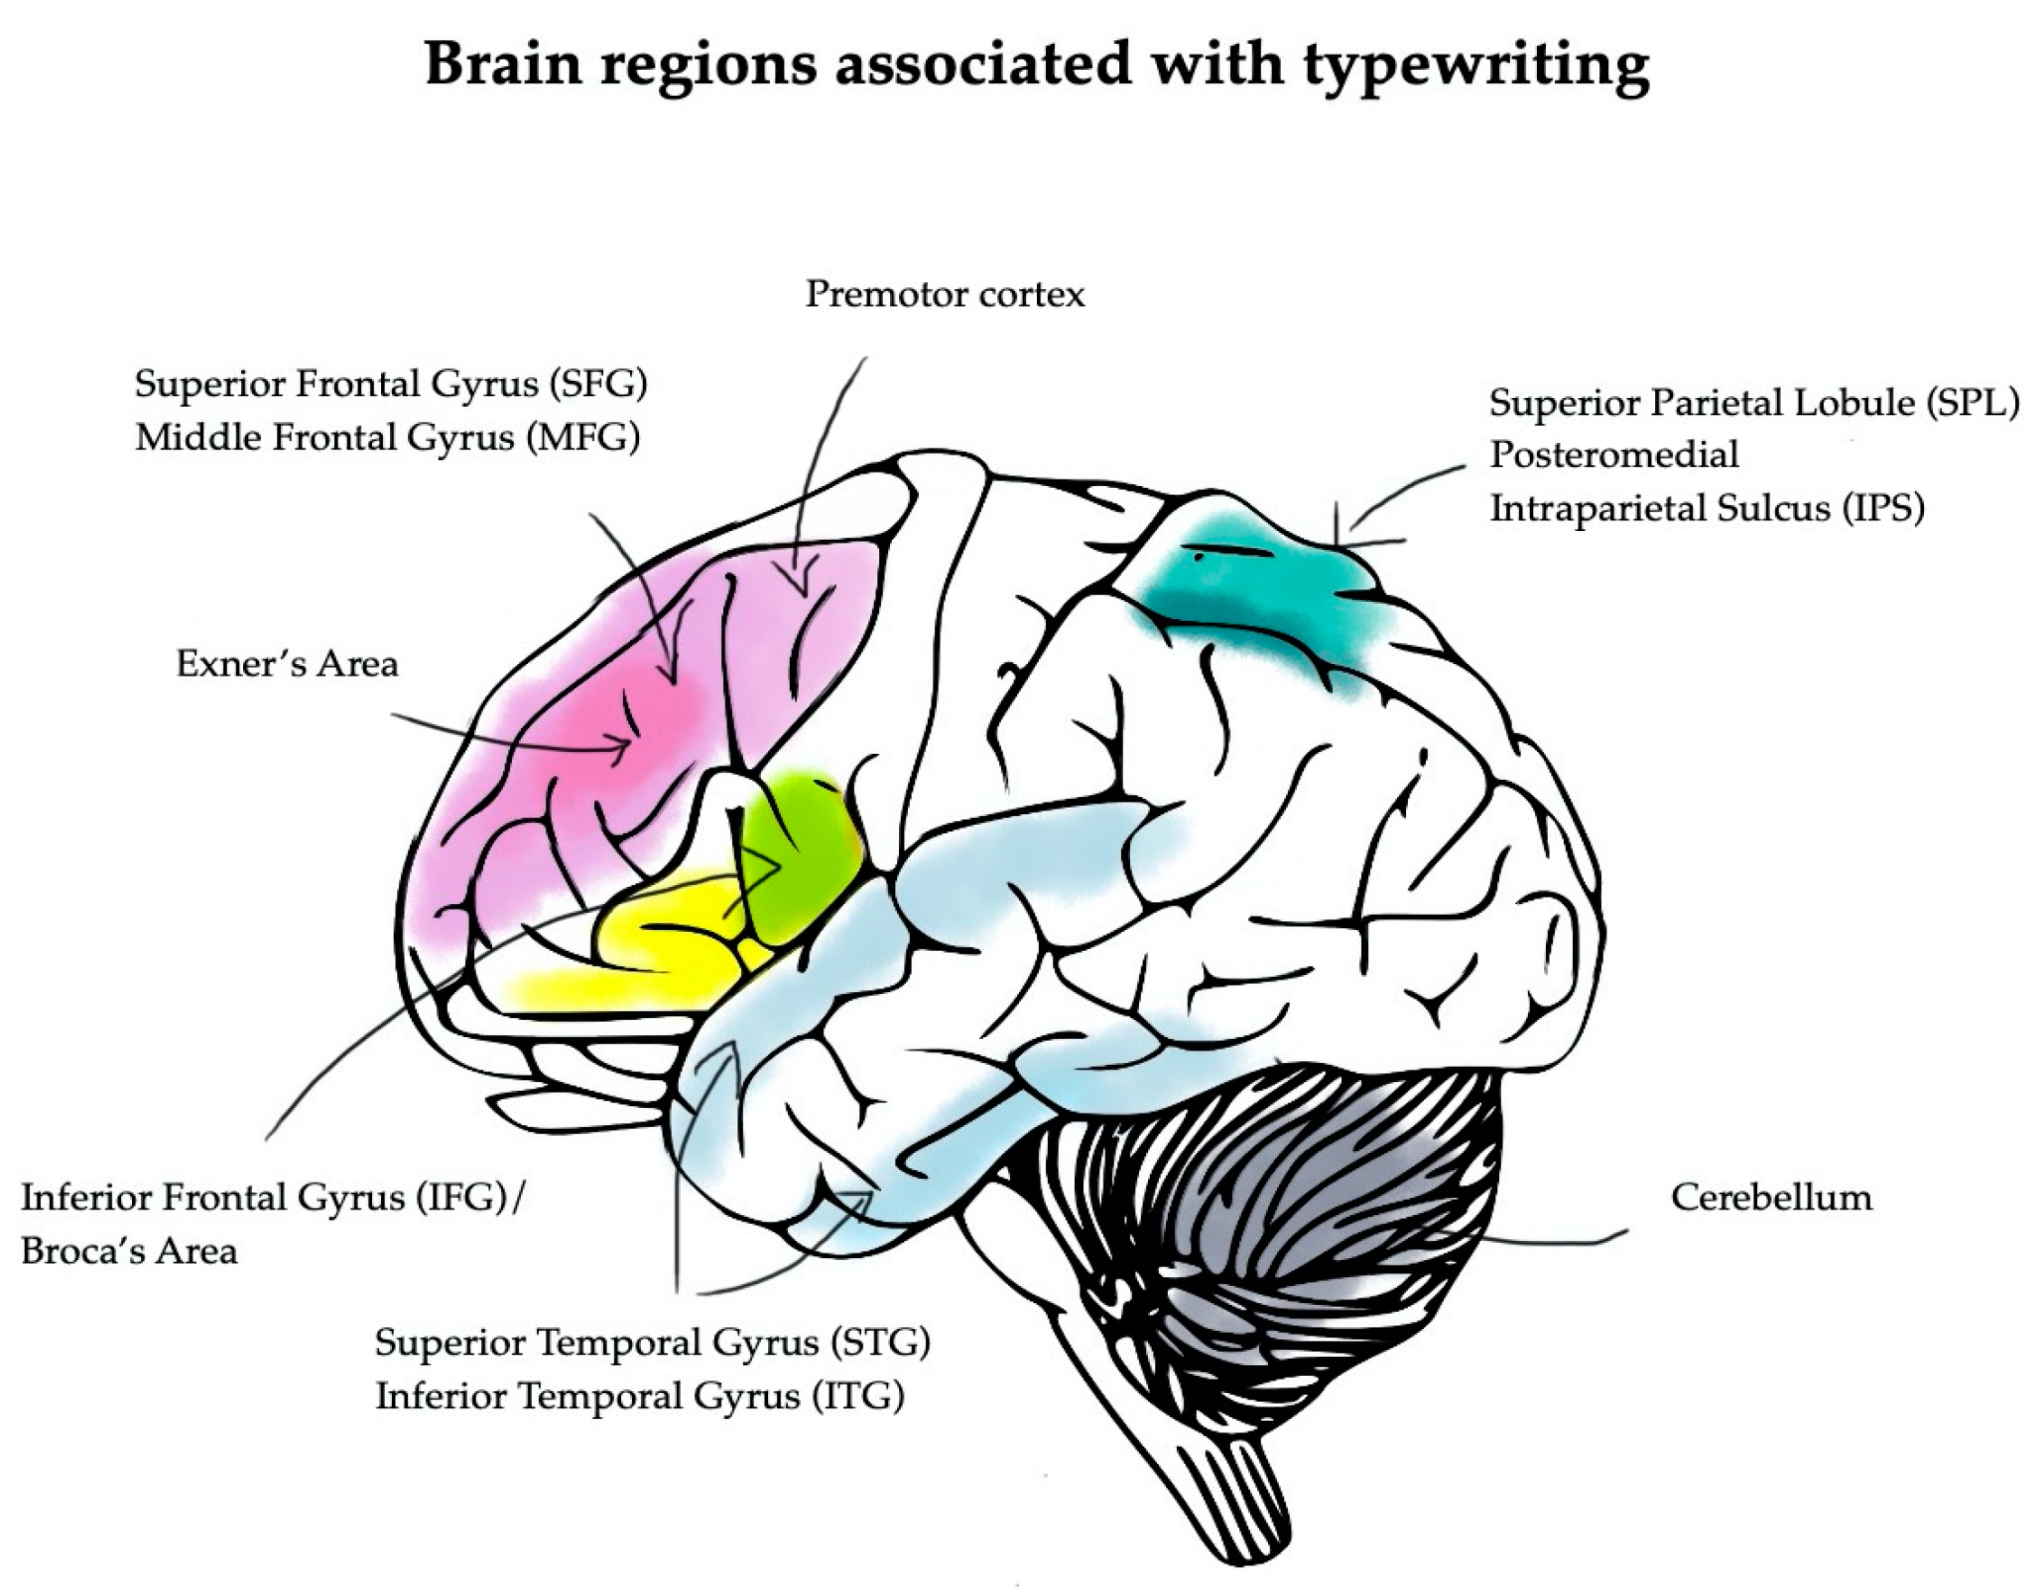 Brain regions associated with typewriting
Premotor cortex
Superior Frontal Gyrus (SFG)
Middle Frontal Gyrus (MFG)
Superior Parietal Lobule (SPL)
Posteromedial
Intraparietal Sulcus (IPS)
Exner’s Area
Inferior Frontal Gyrus (IFG)/
Broca’s Area
Cerebellum
Superior Temporal Gyrus (STG)
Inferior Temporal Gyrus (ITG)